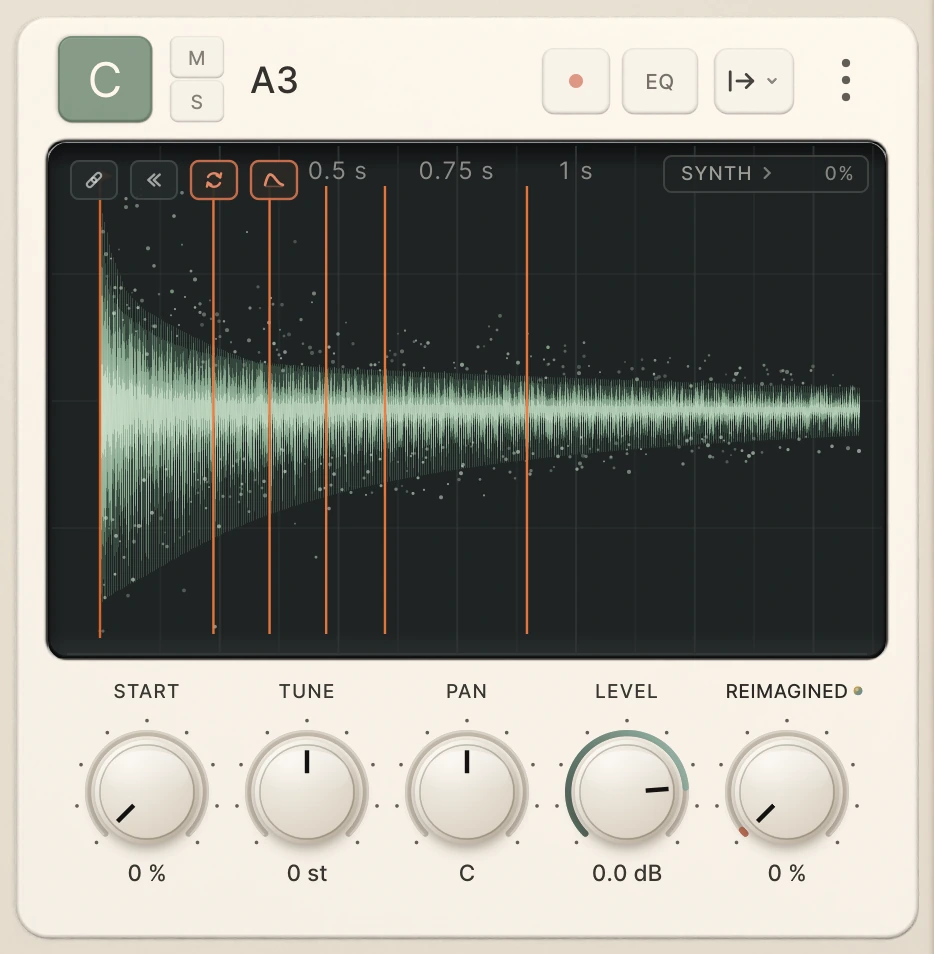 C
M
S
A3
EQ
0.5 s 0.75 s 1 s
SYNTH 0%
START TUNE PAN LEVEL REIMAGINED
0 % 0 st C 0.0 dB 0 %